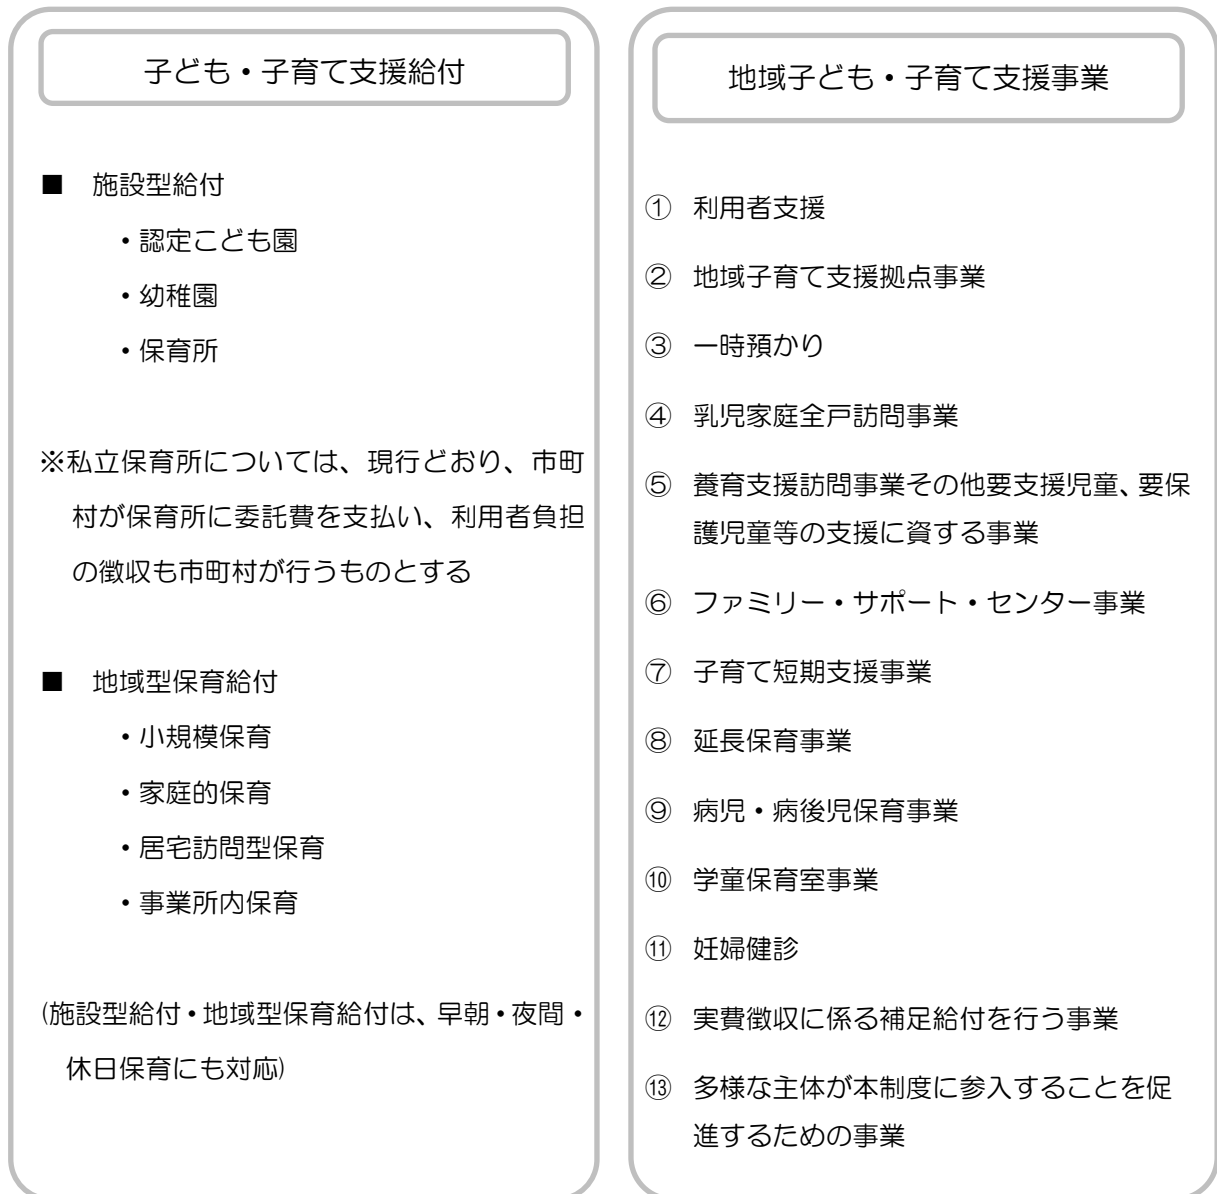 子ども・子育て支援給付
■ 施設型給付
・認定こども園
・幼稚園
・保育所
※私立保育所については、現行どおり、市町
村が保育所に委託費を支払い、利用者負担
の徴収も市町村が行うものとする
■ 地域型保育給付
・小規模保育
・家庭的保育
・居宅訪問型保育
・事業所内保育
(施設型給付・地域型保育給付は、早朝・夜間・
休日保育にも対応)
地域子ども・子育て支援事業
① 利用者支援
② 地域子育て支援拠点事業
③ 一時預かり
④ 乳児家庭全戸訪問事業
⑤ 養育支援訪問事業その他要支援児童、要保
護児童等の支援に資する事業
⑥ ファミリー・サポート・センター事業
⑦ 子育て短期支援事業
⑧ 延長保育事業
⑨ 病児・病後児保育事業
⑩ 学童保育室事業
⑪ 妊婦健診
⑫ 実費徴収に係る補足給付を行う事業
⑬ 多様な主体が本制度に参入することを促
進するための事業